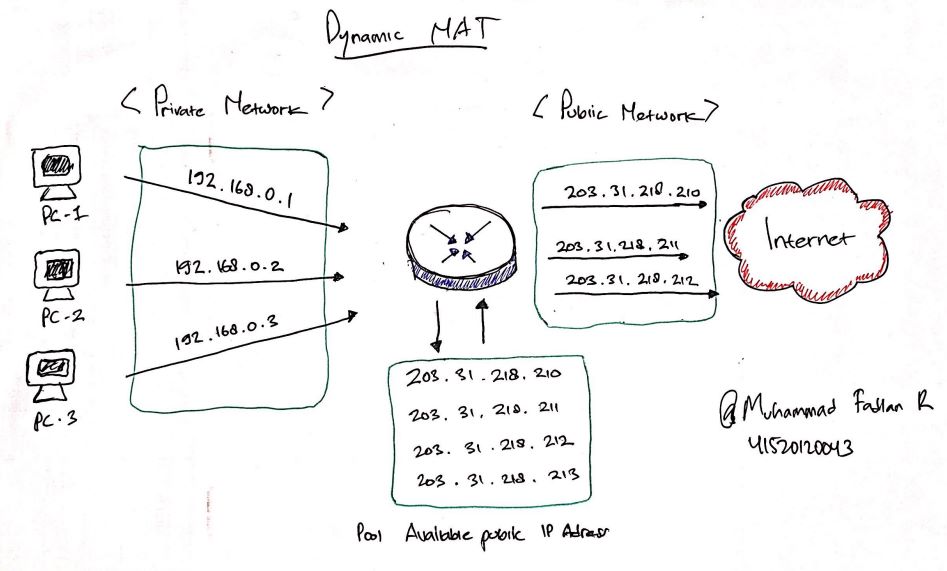 Dynamic NAT
< Private Network >
< Public Network >
PC-1
192.168.0.1
PC-2
192.168.0.2
PC-3
192.168.0.3
203.31.218.210
203.31.218.211
203.31.218.212
Internet
203.31.218.210
203.31.218.211
203.31.218.212
203.31.218.213
Pool Available public IP Adress
@Muhammad Fadlan R
41520120043